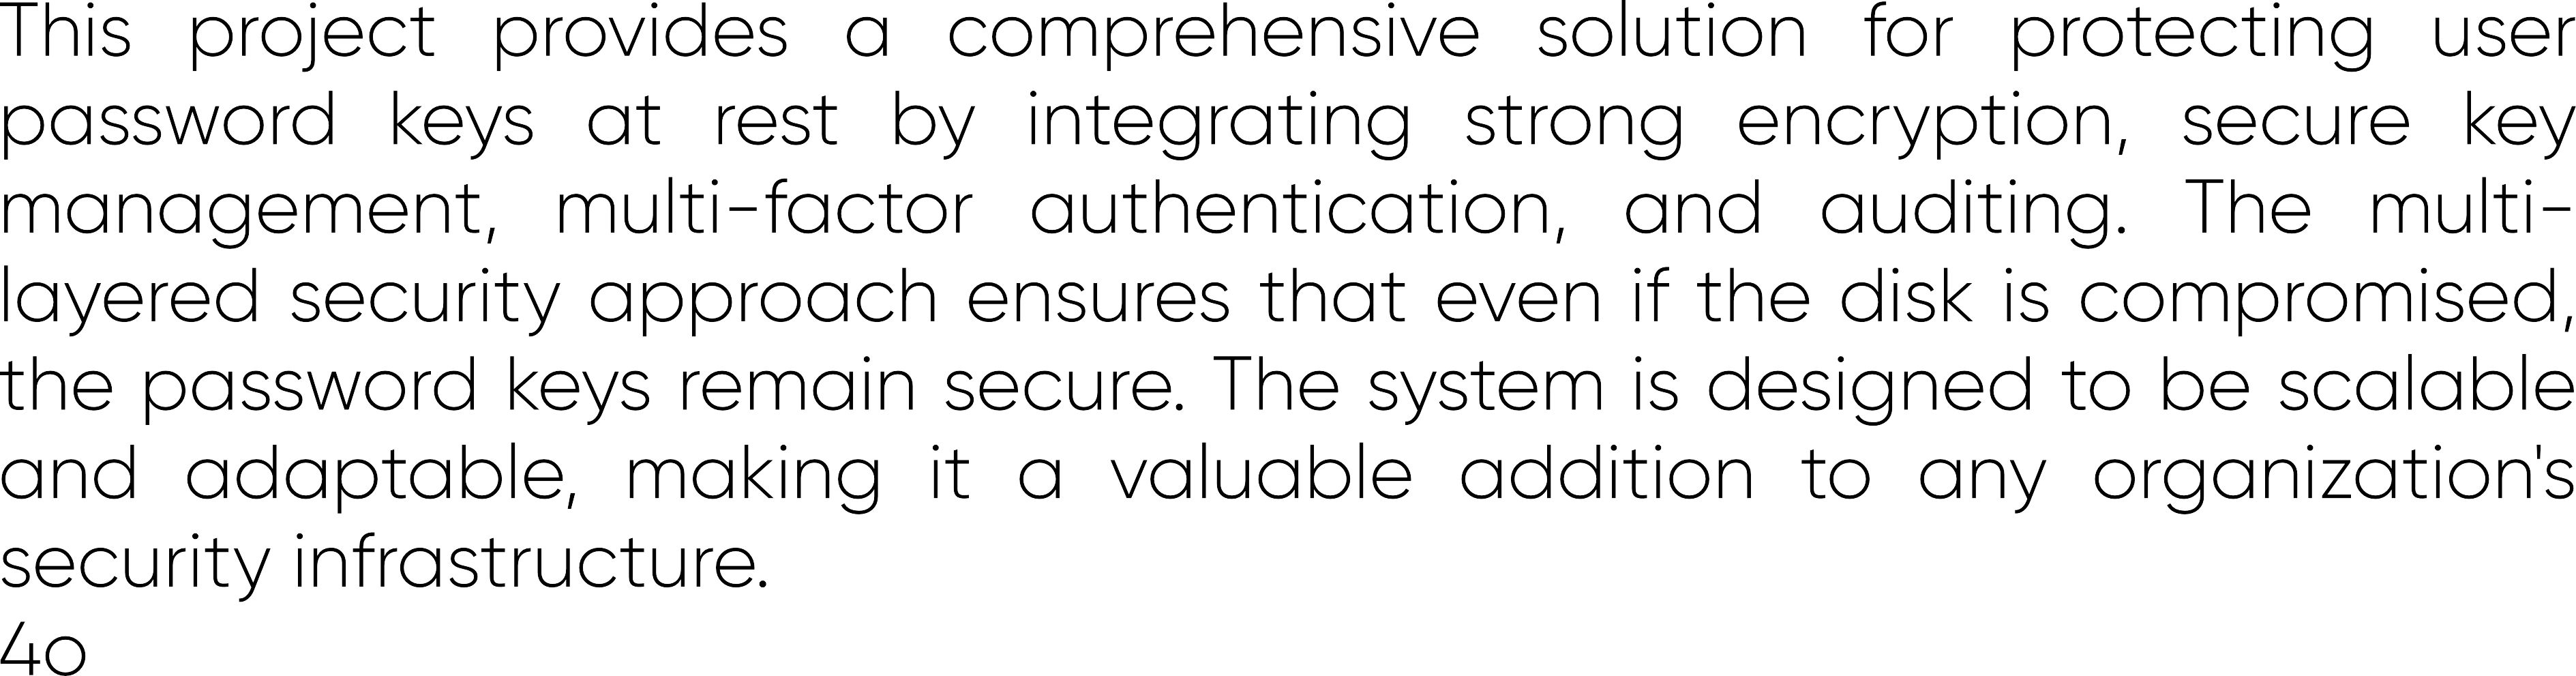 This project provides a comprehensive solution for protecting user
password keys at rest by integrating strong encryption, secure key
management, multi-factor authentication, and auditing. The multi-
layered security approach ensures that even if the disk is compromised,
the password keys remain secure. The system is designed to be scalable
and adaptable, making it a valuable addition to any organization's
security infrastructure.
4o